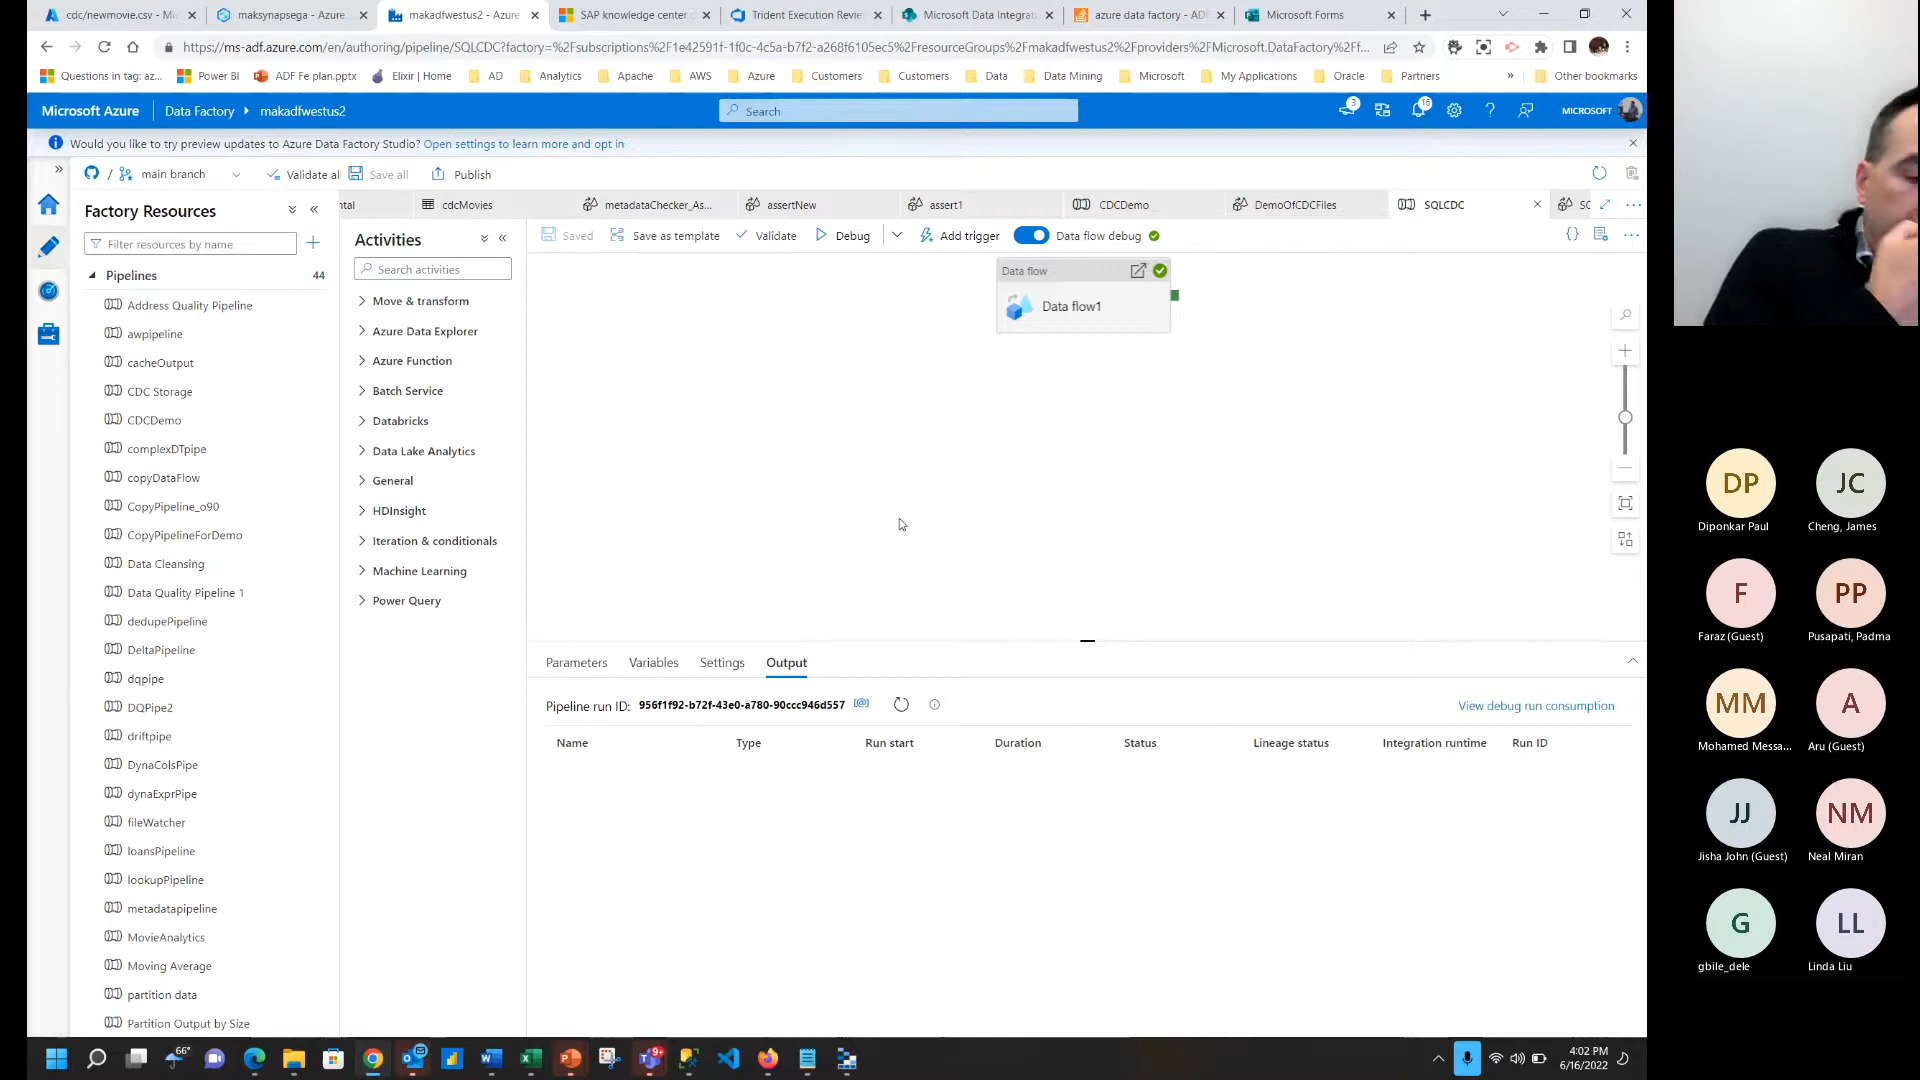 cdc/newmovie.csv - Mic
maksynapsega - Azure
makadfwestus2 - Azure
SAP knowledge center
Trident Execution Revie
Microsoft Data Integrat
azure data factory - ADF
Microsoft Forms
https://ms-adf.azure.com/en/authoring/pipeline/SQLCDC?factory=%2Fsubscriptions%2F1e42591f-1f0c-4c5a-b7f2-a268f6105ec5%2FresourceGroups%2Fmakadfwestus2%2Fproviders%2FMicrosoft.DataFactory%2Ff...
Questions in tag: az...
Power BI
ADF Fe plan.pptx
Elixir | Home
AD
Analytics
Apache
AWS
Azure
Customers
Customers
Data
Data Mining
Microsoft
My Applications
Oracle
Partners
»
Other bookmarks
Microsoft Azure
Data Factory
makadfwestus2
Search
3
16
MICROSOFT
Would you like to try preview updates to Azure Data Factory Studio? Open settings to learn more and opt in
/ main branch
Validate all
Save all
Publish
Factory Resources
Filter resources by name
Pipelines 44
Address Quality Pipeline
awpipeline
cacheOutput
CDC Storage
CDCDemo
complexDTpipe
copyDataFlow
CopyPipeline_o90
CopyPipelineForDemo
Data Cleansing
Data Quality Pipeline 1
dedupePipeline
DeltaPipeline
dqpipe
DQPipe2
driftpipe
DynaColsPipe
dynaExprPipe
fileWatcher
loansPipeline
lookupPipeline
metadatapipeline
MovieAnalytics
Moving Average
partition data
Partition Output by Size
ntal
cdcMovies
metadataChecker_As...
assertNew
assert1
CDCDemo
DemoOfCDCFiles
SQLCDC
SC
Activities
Search activities
Move & transform
Azure Data Explorer
Azure Function
Batch Service
Databricks
Data Lake Analytics
General
HDInsight
Iteration & conditionals
Machine Learning
Power Query
Saved
Save as template
Validate
Debug
Add trigger
Data flow debug
Data flow
Data flow1
Parameters
Variables
Settings
Output
Pipeline run ID: 956f1f92-b72f-43e0-a780-90ccc946d557
View debug run consumption
Name
Type
Run start
Duration
Status
Lineage status
Integration runtime
Run ID
DP
Diponkar Paul
JC
Cheng, James
F
Faraz (Guest)
PP
Pusapati, Padma
MM
Mohamed Messa...
A
Aru (Guest)
JJ
Jisha John (Guest)
NM
Neal Miran
G
gbile_dele
LL
Linda Liu
66°
4:02 PM
6/16/2022